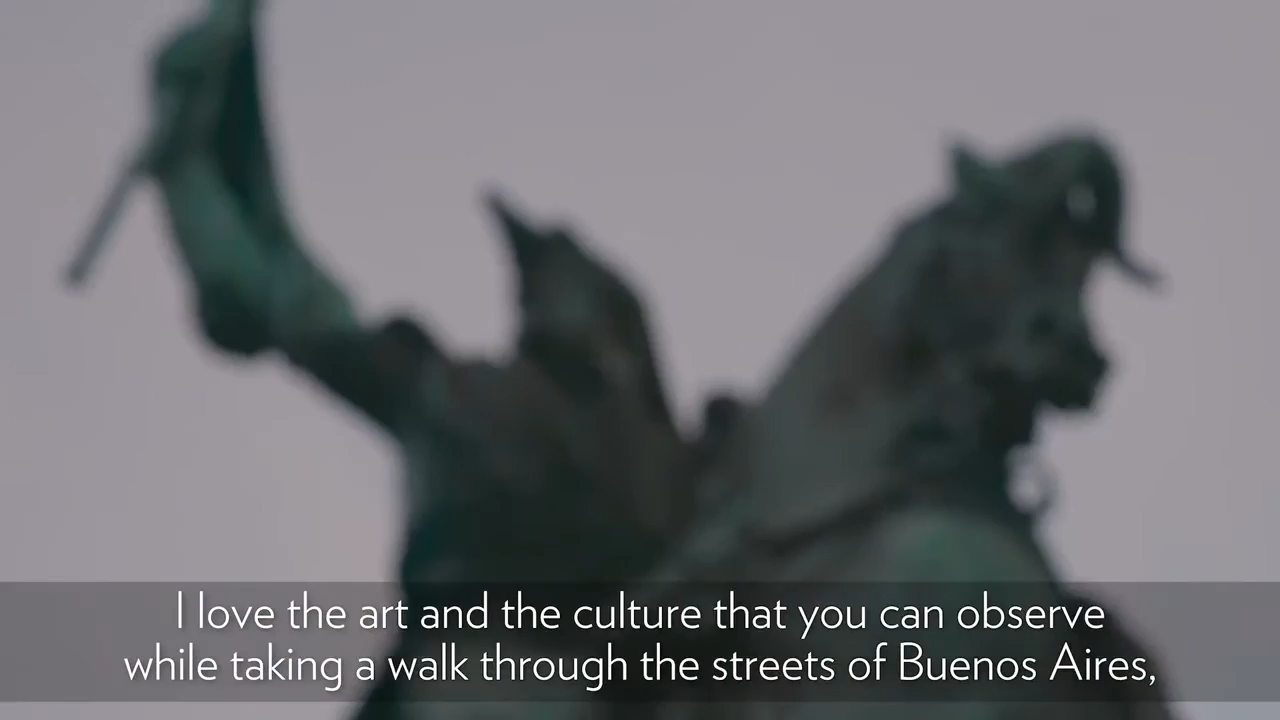 I love the art and the culture that you can observe
while taking a walk through the streets of Buenos Aires,